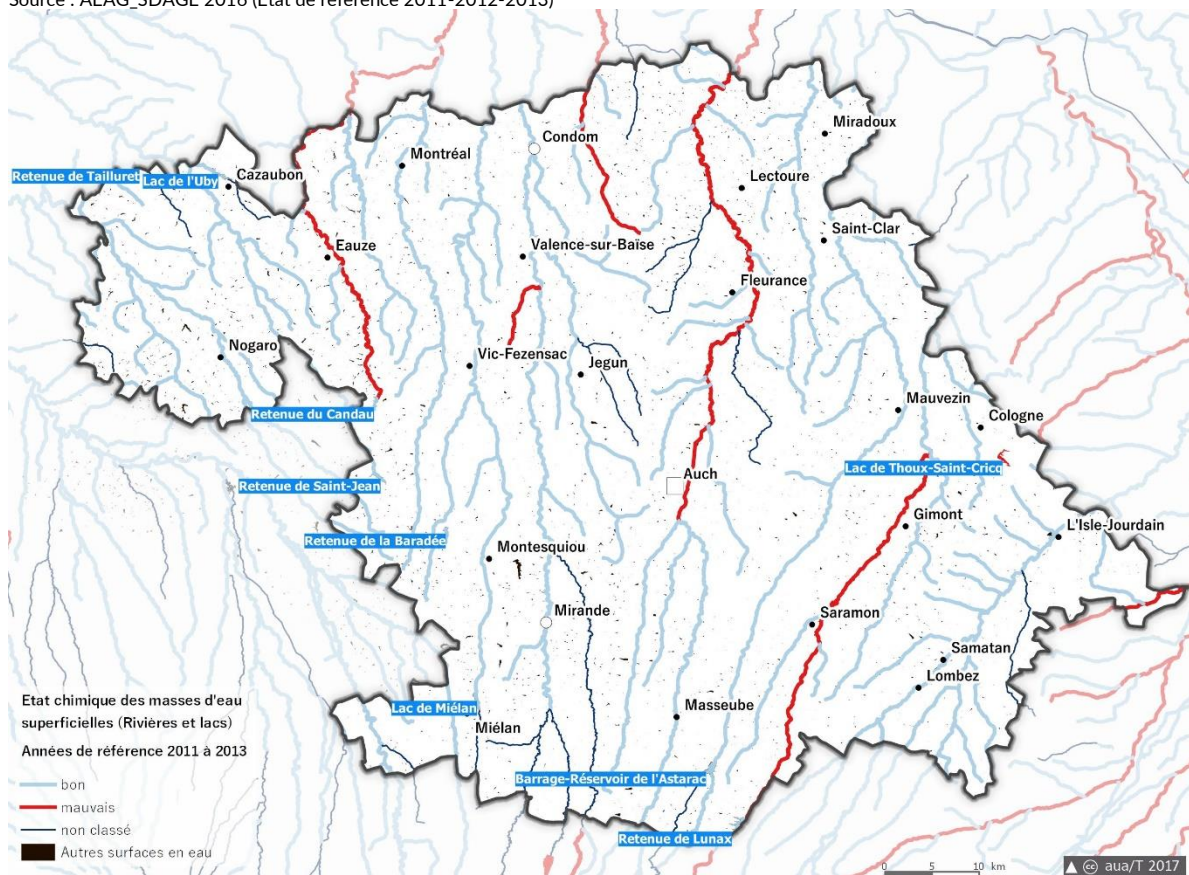 Source : AEAG_SDAGE 2016 (Etat de référence 2011-2012-2013)
Miradoux
Condom
Montréal
Retenue de Tailluret
Lac de l'Uby
Cazaubon
Lectoure
Saint-Clar
Eauze
Valence-sur-Baïse
Fleurance
Nogaro
Vic-Fezensac
Jegun
Retenue du Candau
Mauvezin
Cologne
Lac de Thoux-Saint-Cricq
Auch
Retenue de Saint-Jean
Gimont
L'Isle-Jourdain
Retenue de la Baradée
Montesquiou
Mirande
Saramon
Samatan
Lombez
Lac de Miélan
Masseube
Miélan
Barrage-Réservoir de l'Astarac
Retenue de Lunax
Etat chimique des masses d'eau
superficielles (Rivières et lacs)
Années de référence 2011 à 2013
bon
mauvais
non classé
Autres surfaces en eau
0 5 10 km
cc aua/T 2017